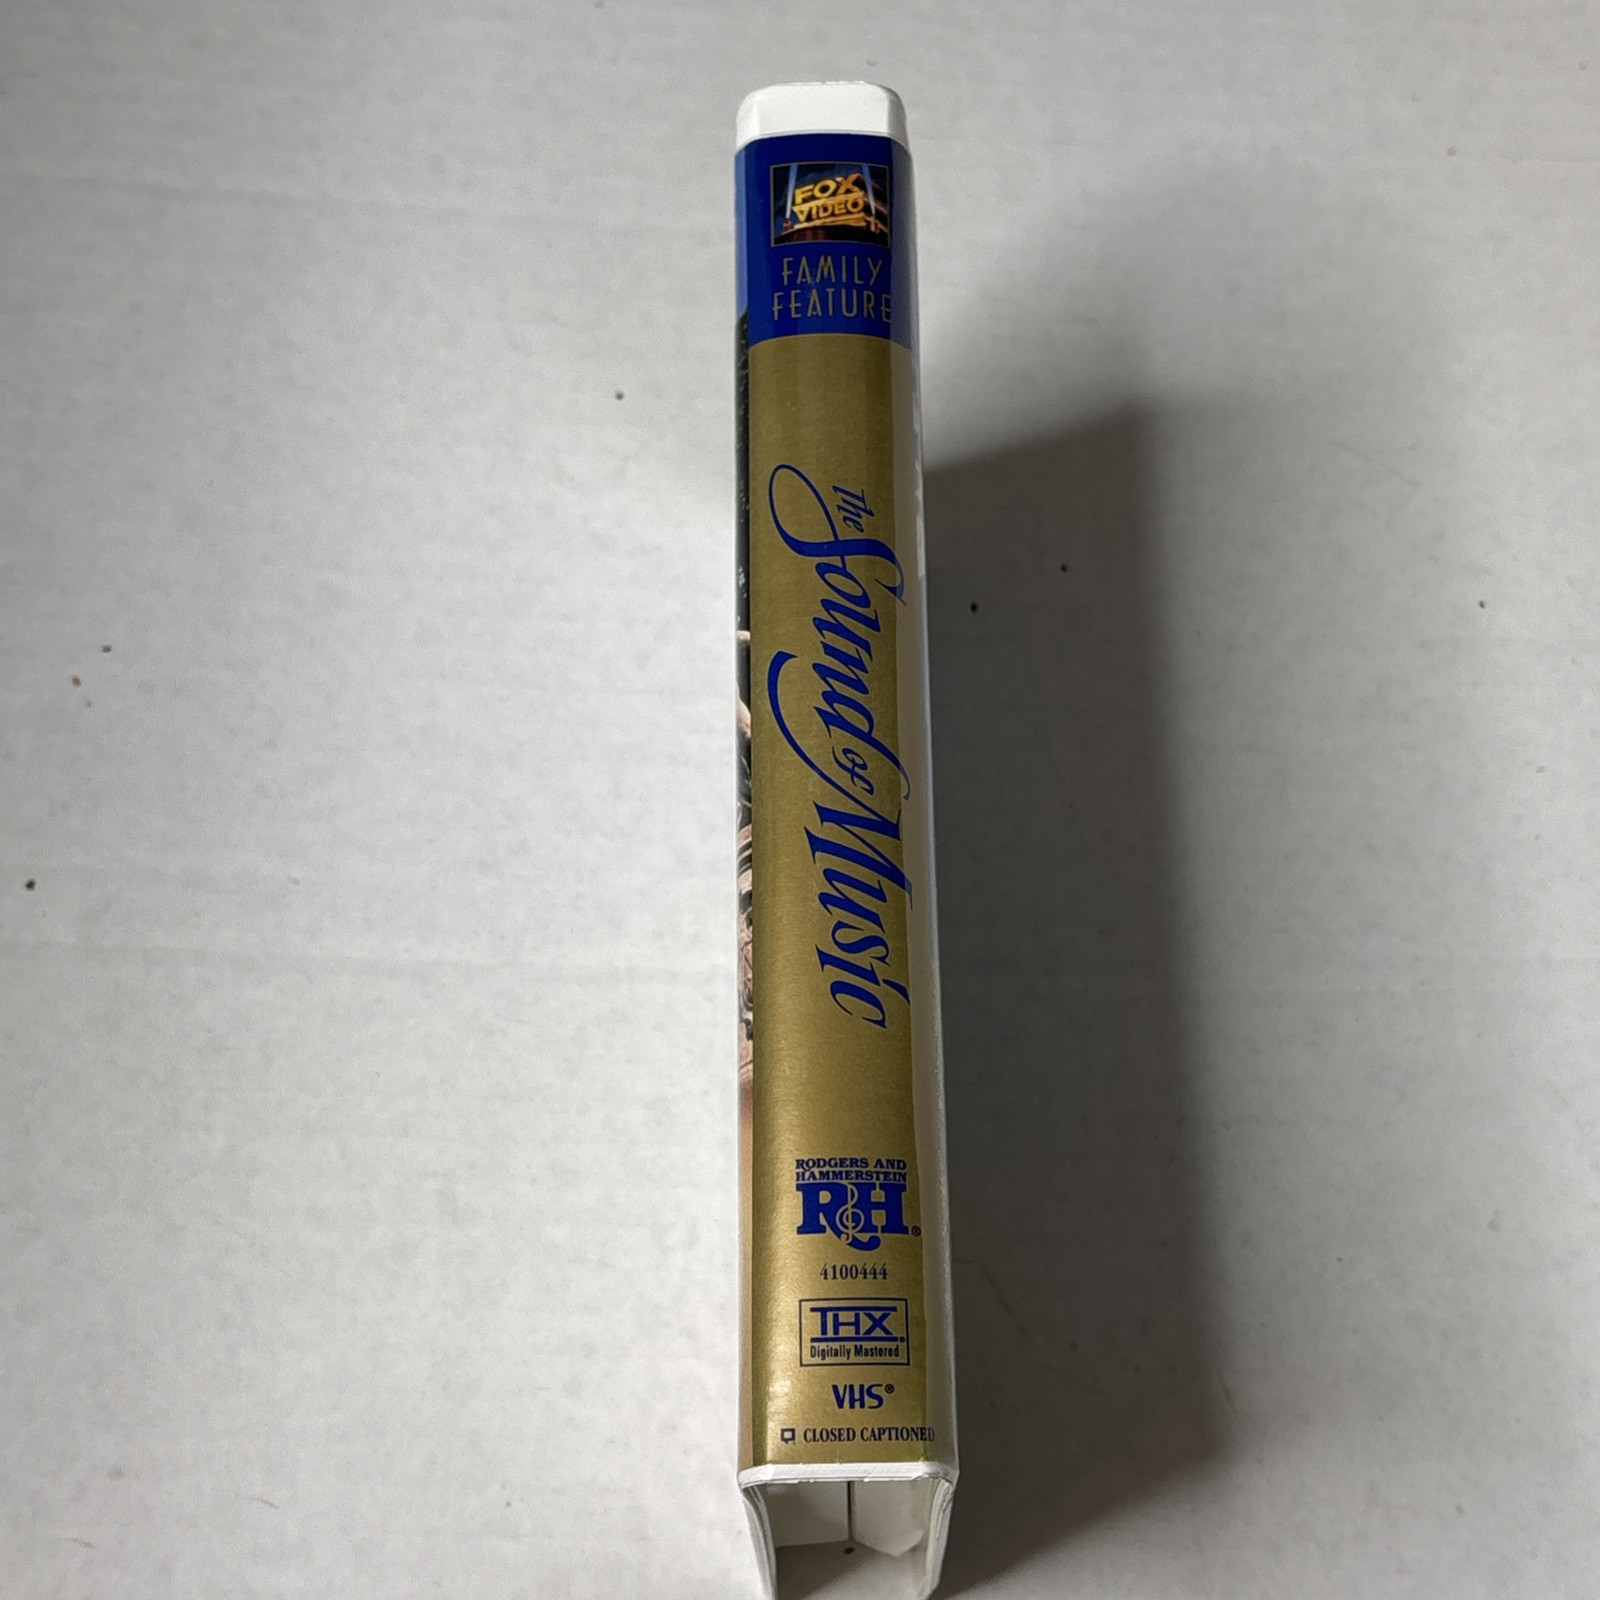 FOX
VIDEO
FAMILY
FEATURE
The Sound of Music
RODGERS AND
HAMMERSTEIN
R&H®
4100444
THX®
Digitally Mastered
VHS®
CLOSED CAPTIONED